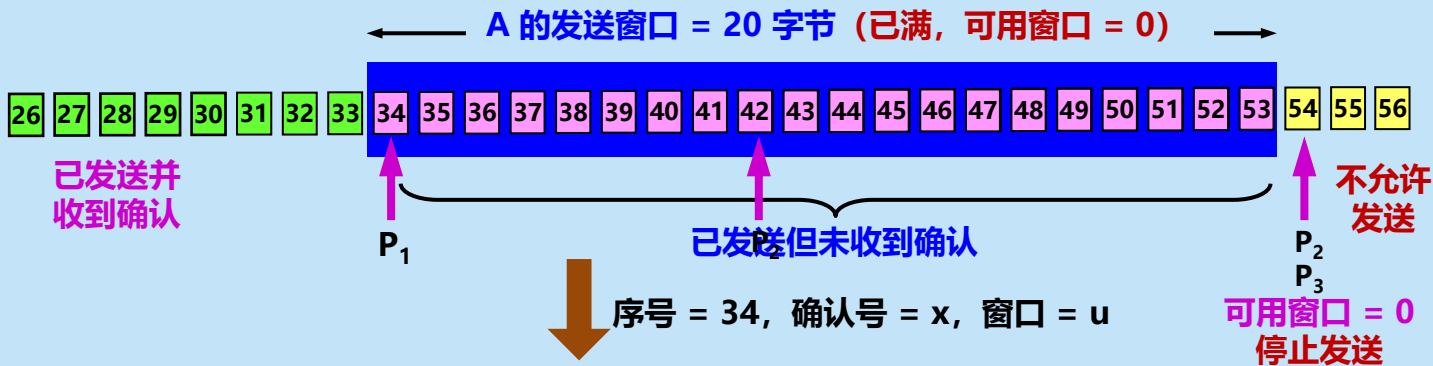 A 的发送窗口 = 20 字节（已满，可用窗口 = 0）
26 27 28 29 30 31 32 33 34 35 36 37 38 39 40 41 42 43 44 45 46 47 48 49 50 51 52 53 54 55 56
已发送并
收到确认
不允许
发送
P1
已发送但未收到确认
P2
P2
P3
序号 = 34，确认号 = x，窗口 = u
可用窗口 = 0
停止发送